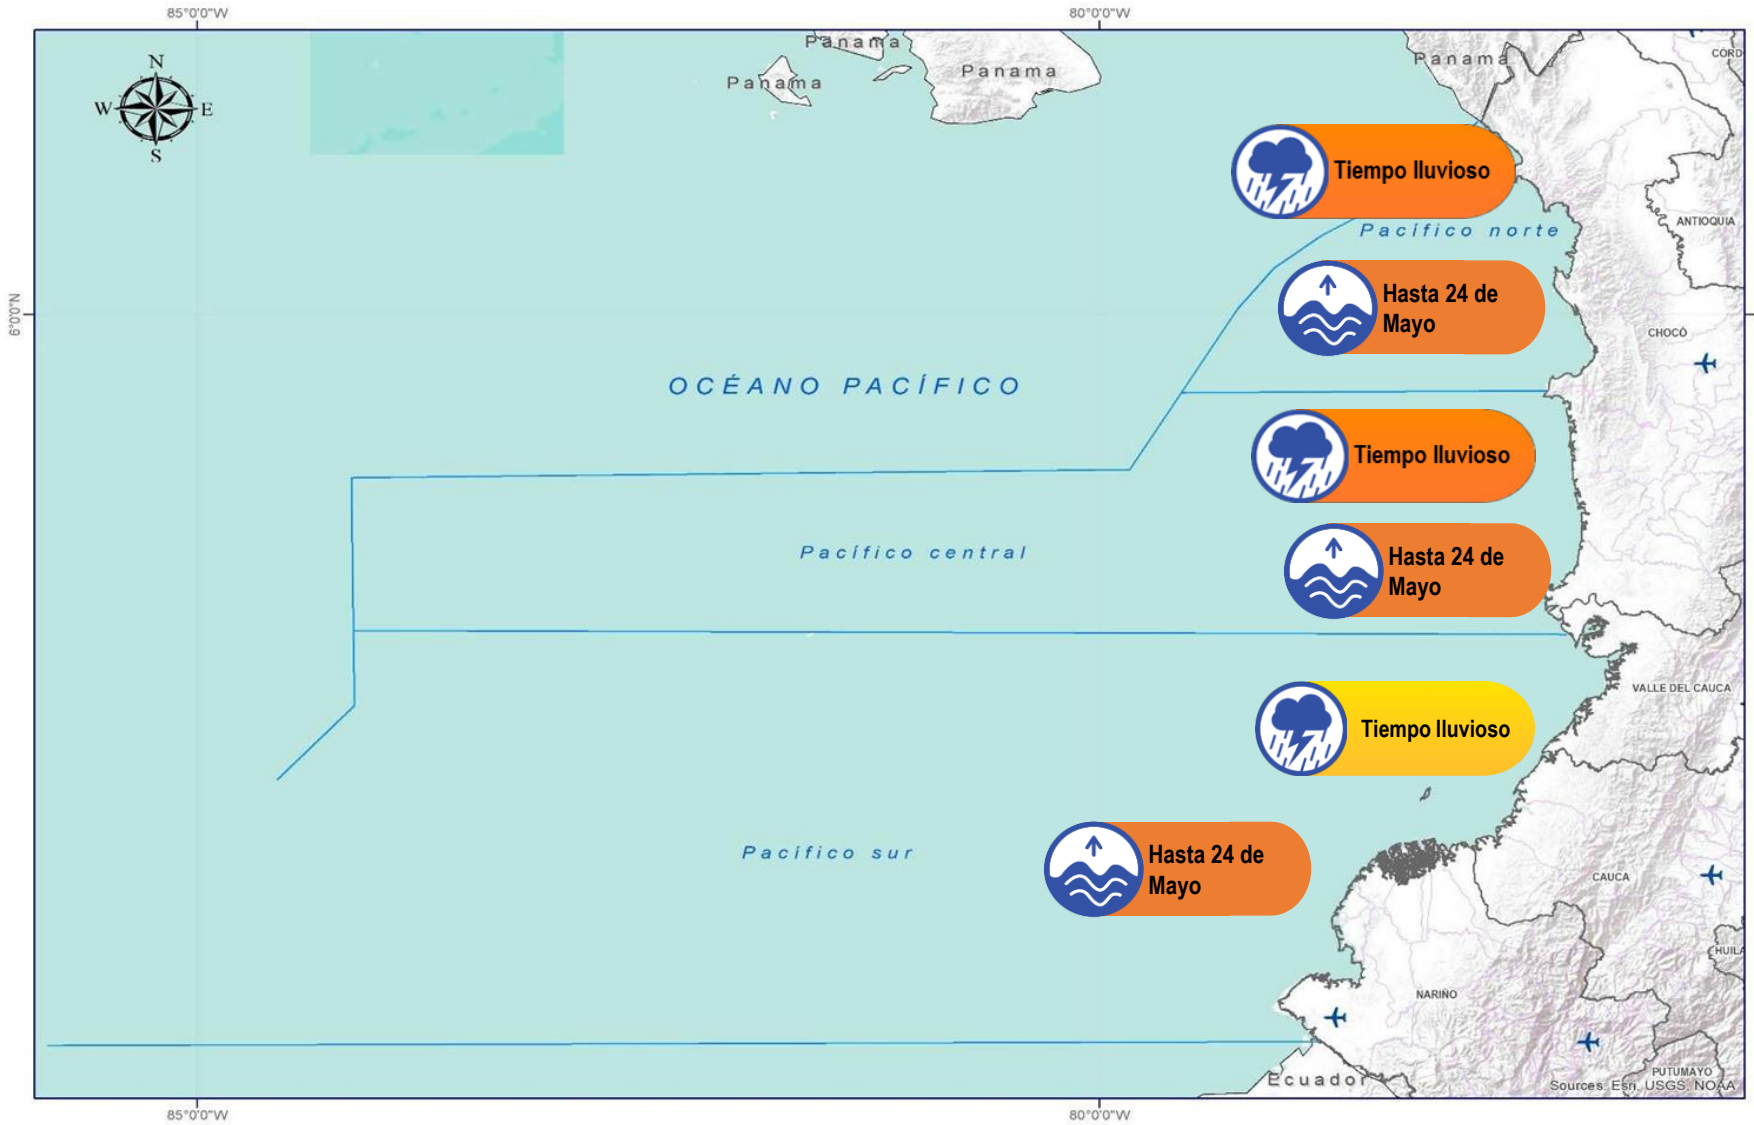 85°0'0"W
80°0'0"W
Panama
Panama
Panama
Panama
CÓRD
N
W
E
S
Tiempo lluvioso
ANTIOQUIA
Pacífico norte
Hasta 24 de
Mayo
6°0'0"N
CHOCÓ
OCÉANO PACÍFICO
Tiempo lluvioso
Pacífico central
Hasta 24 de
Mayo
VALLE DEL CAUCA
Tiempo lluvioso
Pacífico sur
Hasta 24 de
Mayo
CAUCA
HUILA
NARIÑO
PUTUMAYO
Ecuador
Sources: Esri, USGS, NOAA
85°0'0"W
80°0'0"W